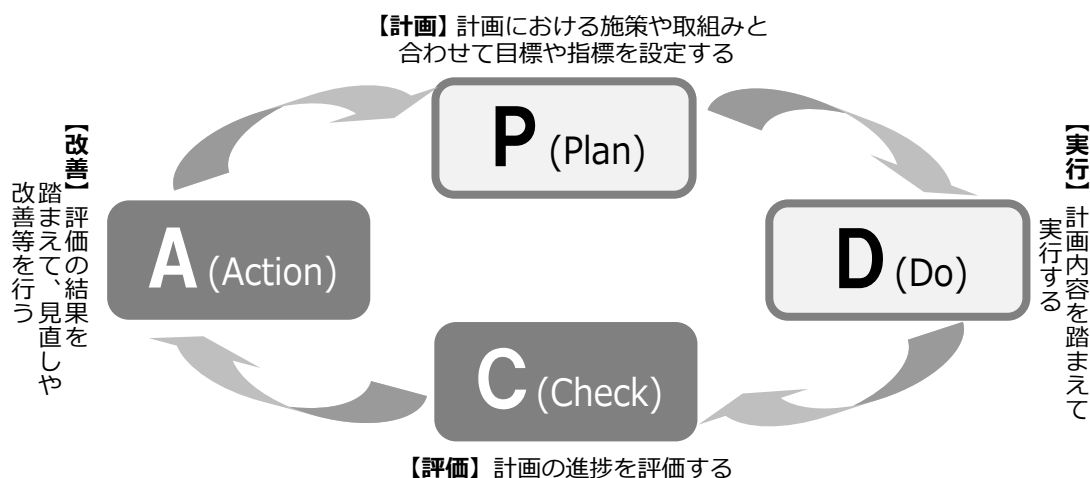 【計画】計画における施策や取組みと
合わせて目標や指標を設定する
P (Plan)
【実行】計画内容を踏まえて
実行する
D (Do)
C (Check)
【評価】計画の進捗を評価する
【改善】評価の結果を
踏まえて、見直しや
改善等を行う
A (Action)